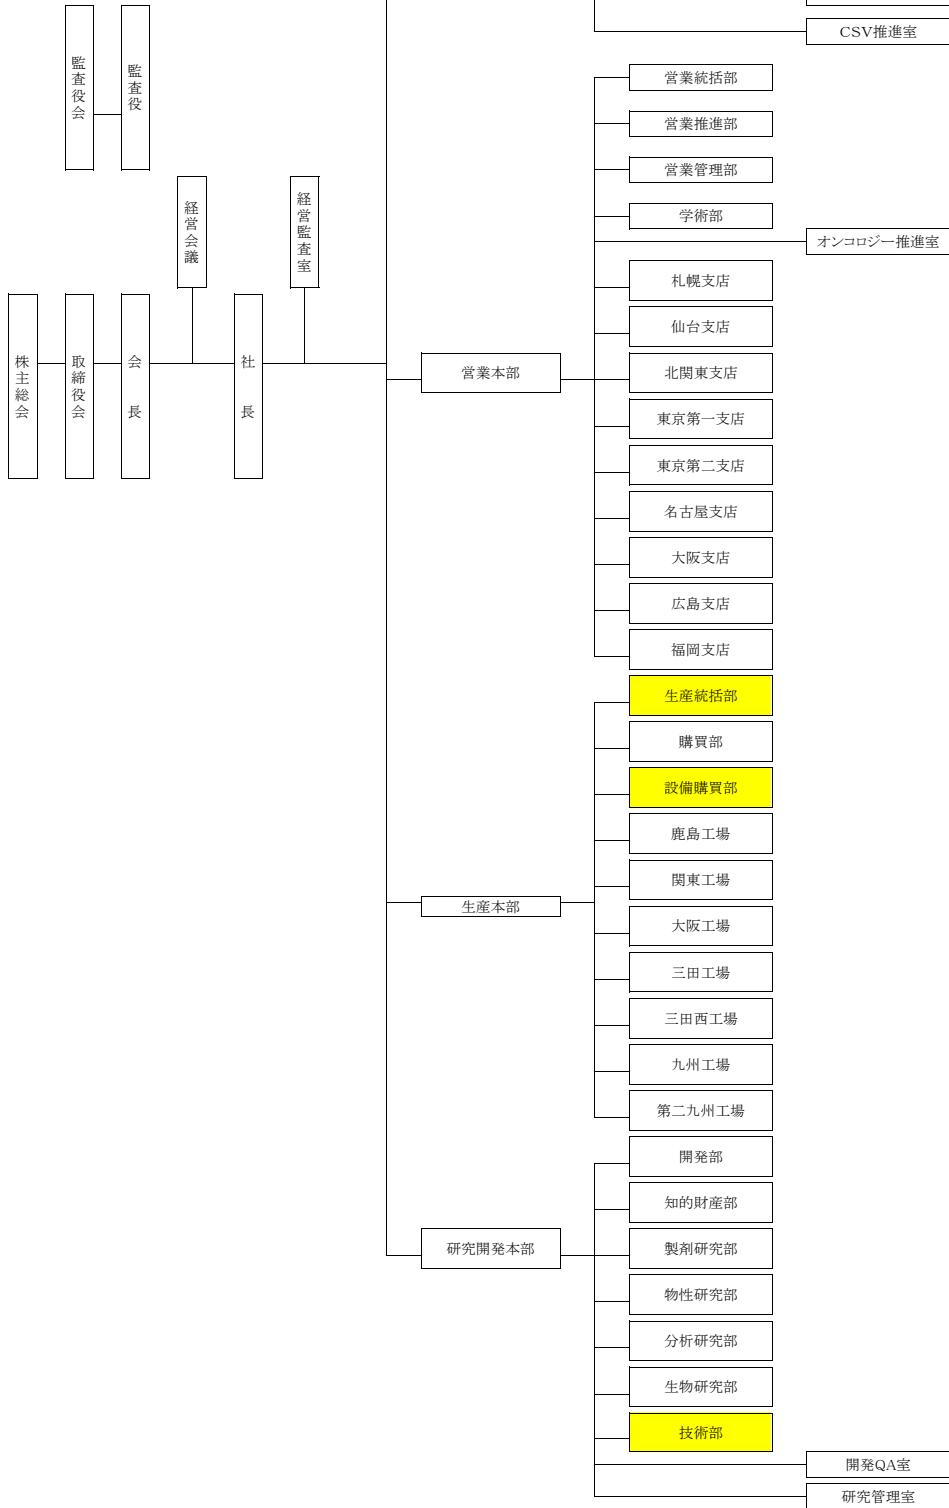 CSV推進室
監査役会
監査役
営業統括部
営業推進部
営業管理部
学術部
オンコロジー推進室
経営会議
経営監査室
株主総会
取締役会
会長
社長
営業本部
札幌支店
仙台支店
北関東支店
東京第一支店
東京第二支店
名古屋支店
大阪支店
広島支店
福岡支店
生産本部
生産統括部
購買部
設備購買部
鹿島工場
関東工場
大阪工場
三田工場
三田西工場
九州工場
第二九州工場
研究開発本部
開発部
知的財産部
製剤研究部
物性研究部
分析研究部
生物研究部
技術部
開発QA室
研究管理室